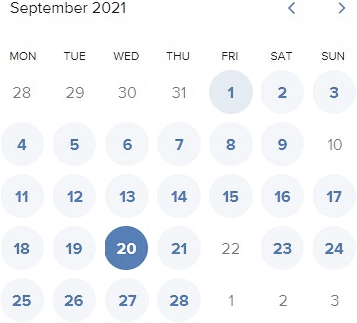 September 2021 < >
MON TUE WED THU FRI SAT SUN
28 29 30 31 1 2 3
4 5 6 7 8 9 10
11 12 13 14 15 16 17
18 19 20 21 22 23 24
25 26 27 28 1 2 3